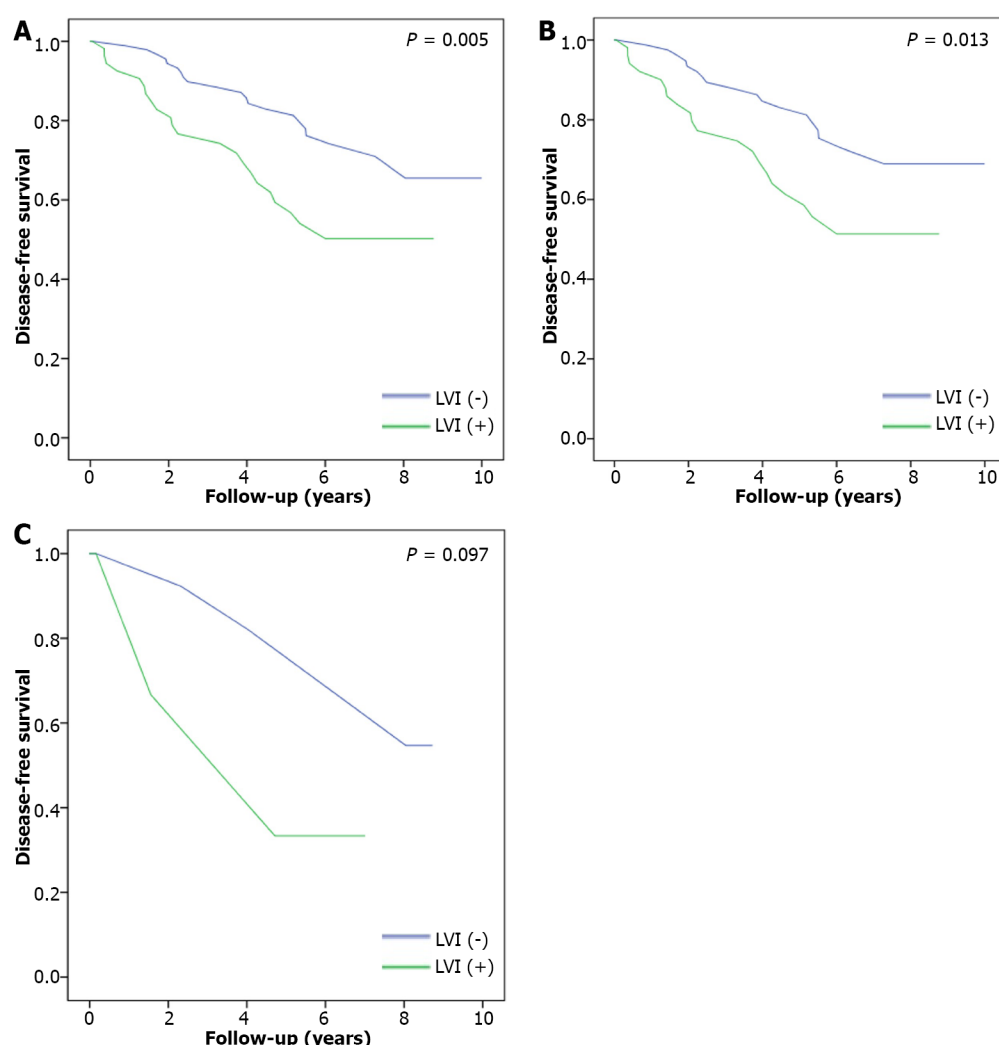 A
P = 0.005
Disease-free survival
1.0
0.8
0.6
0.4
0.2
0.0
LVI (-)
LVI (+)
0 2 4 6 8 10
Follow-up (years)
B
P = 0.013
Disease-free survival
1.0
0.8
0.6
0.4
0.2
0.0
LVI (-)
LVI (+)
0 2 4 6 8 10
Follow-up (years)
C
P = 0.097
Disease-free survival
1.0
0.8
0.6
0.4
0.2
0.0
LVI (-)
LVI (+)
0 2 4 6 8 10
Follow-up (years)